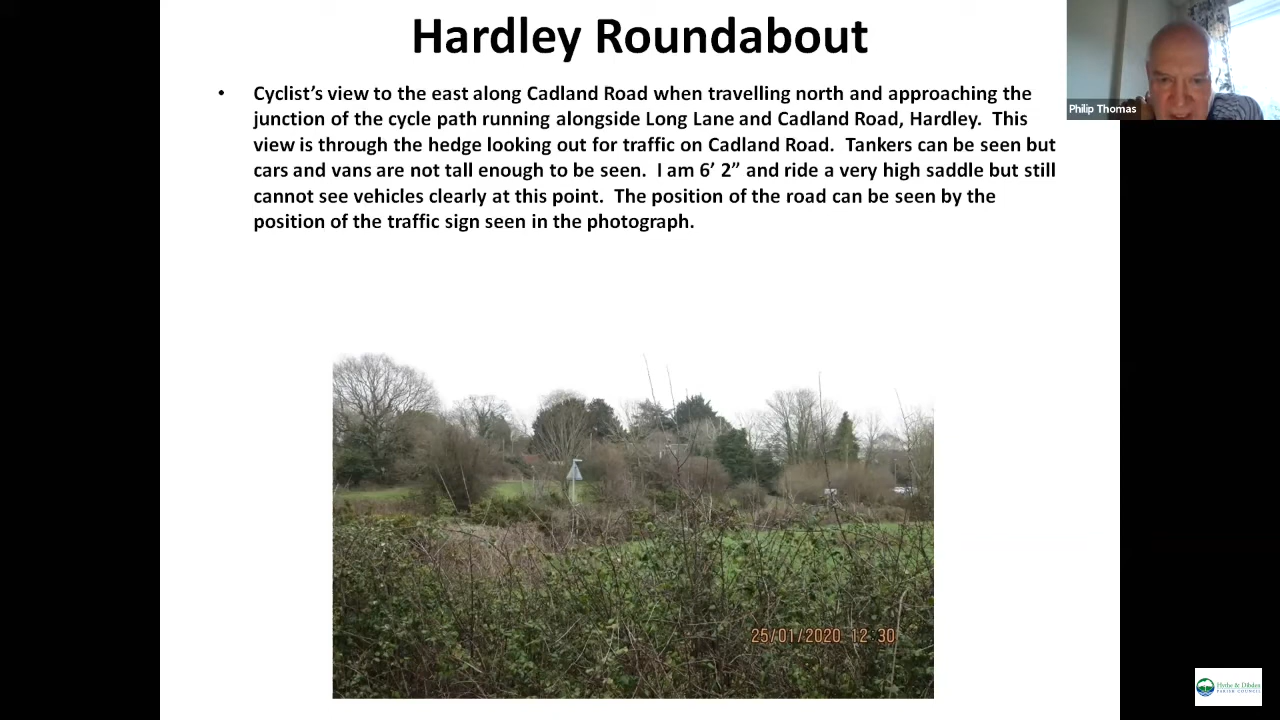 Hardley Roundabout
Philip Thomas
• Cyclist’s view to the east along Cadland Road when travelling north and approaching the
junction of the cycle path running alongside Long Lane and Cadland Road, Hardley.  This
view is through the hedge looking out for traffic on Cadland Road.  Tankers can be seen but
cars and vans are not tall enough to be seen.  I am 6’ 2” and ride a very high saddle but still
cannot see vehicles clearly at this point.  The position of the road can be seen by the
position of the traffic sign seen in the photograph.
25/01/2020 12:30
Hythe & Dibden
PARISH COUNCIL